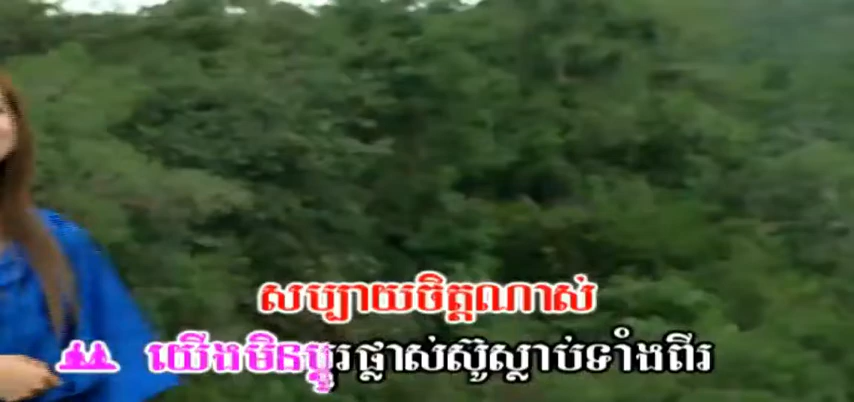 សប្បាយចិត្តណាស់
យើងមិនប្ដូរផ្លាស់ស៊ូស្លាប់ទាំងពីរ